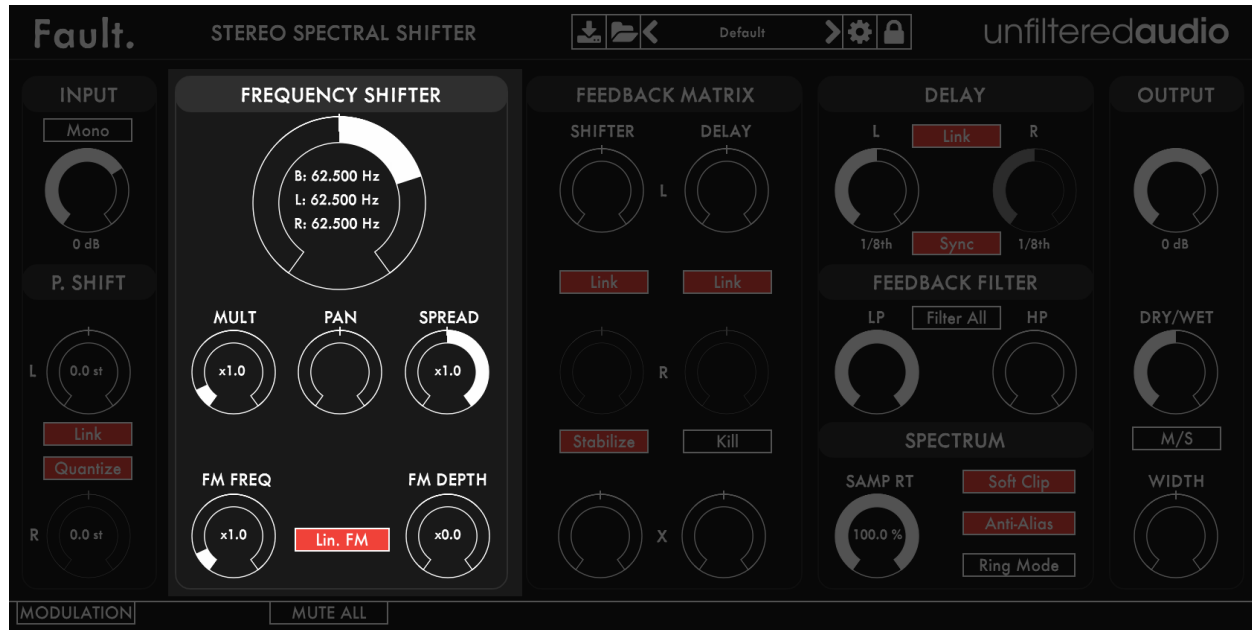 Fault. STEREO SPECTRAL SHIFTER Default unfilteredaudio
INPUT
Mono
0 dB
P. SHIFT
L 0.0 st
Link
Quantize
R 0.0 st
FREQUENCY SHIFTER
B: 62.500 Hz
L: 62.500 Hz
R: 62.500 Hz
MULT PAN SPREAD
x1.0 x1.0
FM FREQ FM DEPTH
x1.0 Lin. FM x0.0
FEEDBACK MATRIX
SHIFTER DELAY
L
Link Link
R
Stabilize Kill
X
DELAY
L Link R
1/8th Sync 1/8th
FEEDBACK FILTER
LP Filter All HP
SPECTRUM
SAMP RT Soft Clip
100.0 % Anti-Alias
Ring Mode
OUTPUT
0 dB
DRY/WET
M/S
WIDTH
MODULATION MUTE ALL